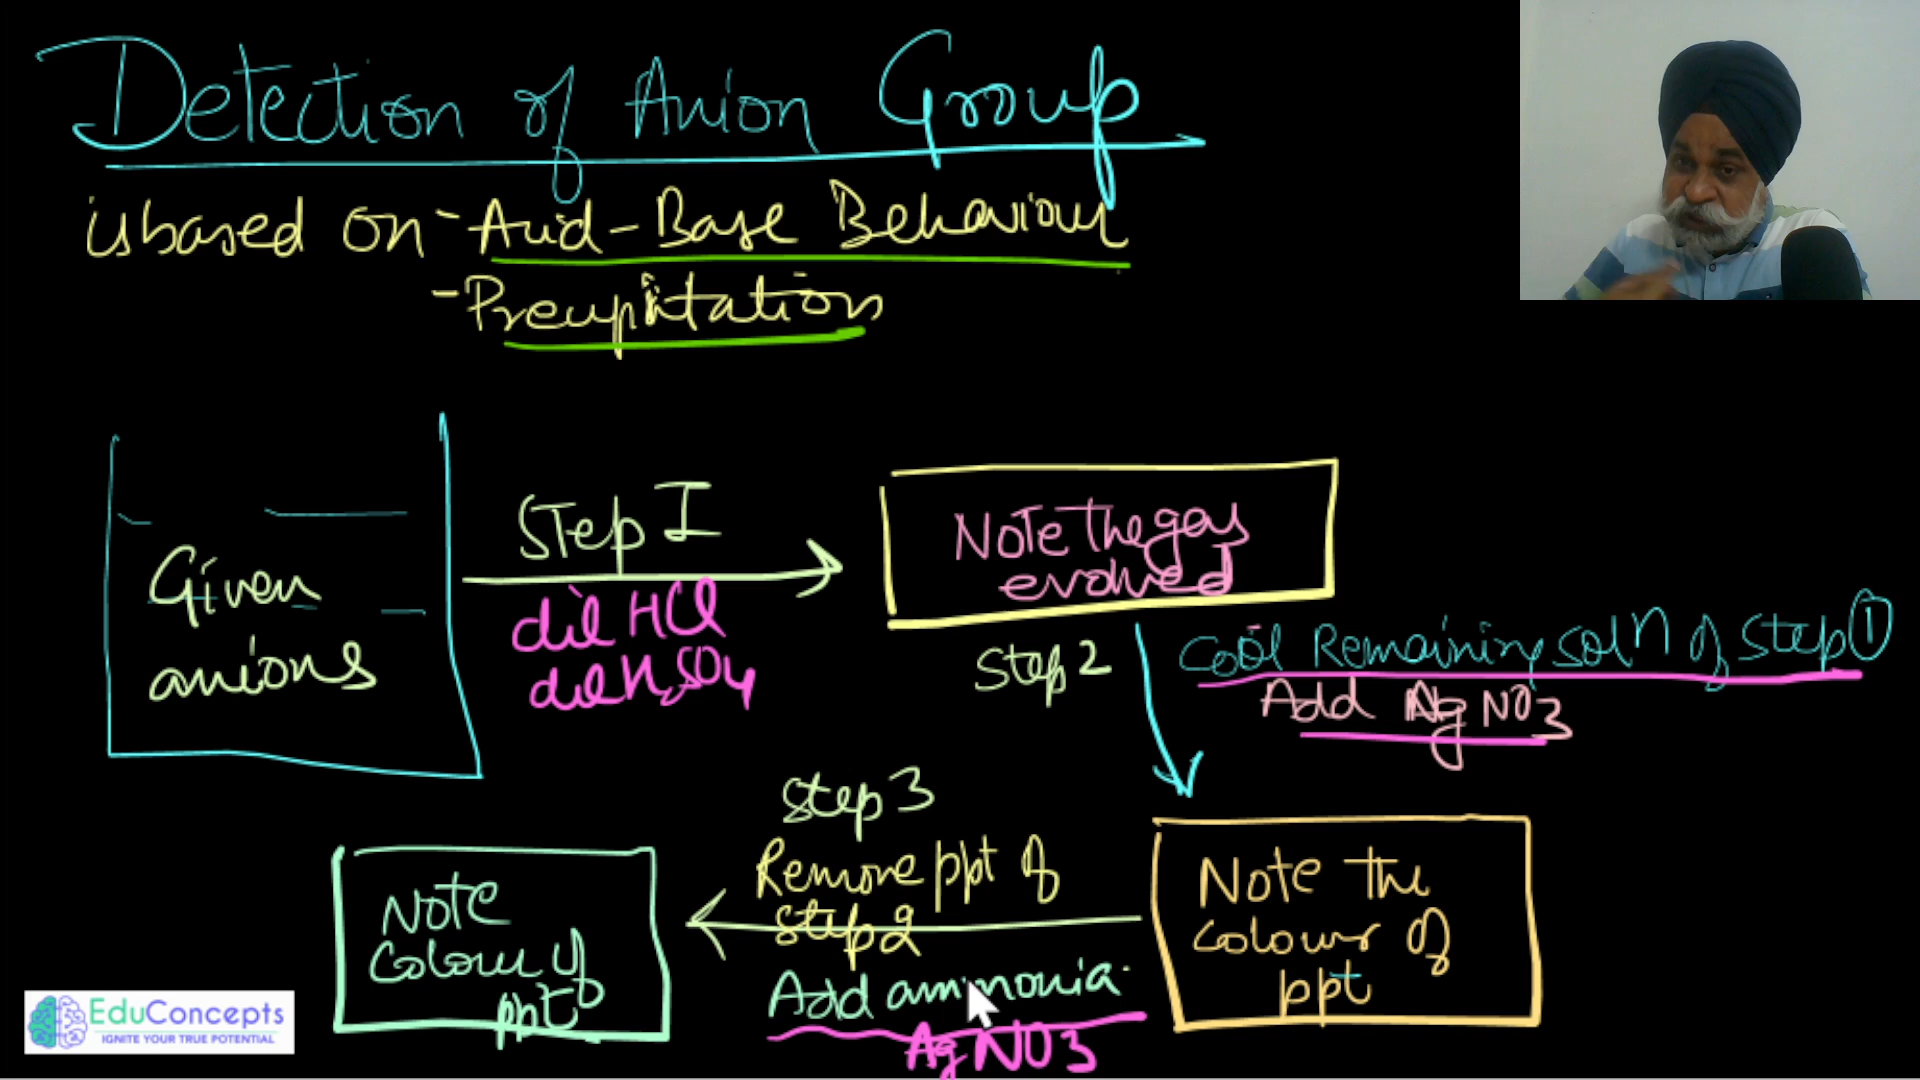 Detection of Anion Group
is based on - Acid-Base Behaviour
- Precipitation
Given
anions
Step I
dil HCl
dil H2SO4
Note the gas
evolved
Step 2
Cool Remaining Soln of Step 1
Add AgNO3
Note the
colour of
ppt
Step 3
Remove ppt of
step 2
Add ammonia
AgNO3
Note
colour of
ppt
EduConcepts
IGNITE YOUR TRUE POTENTIAL